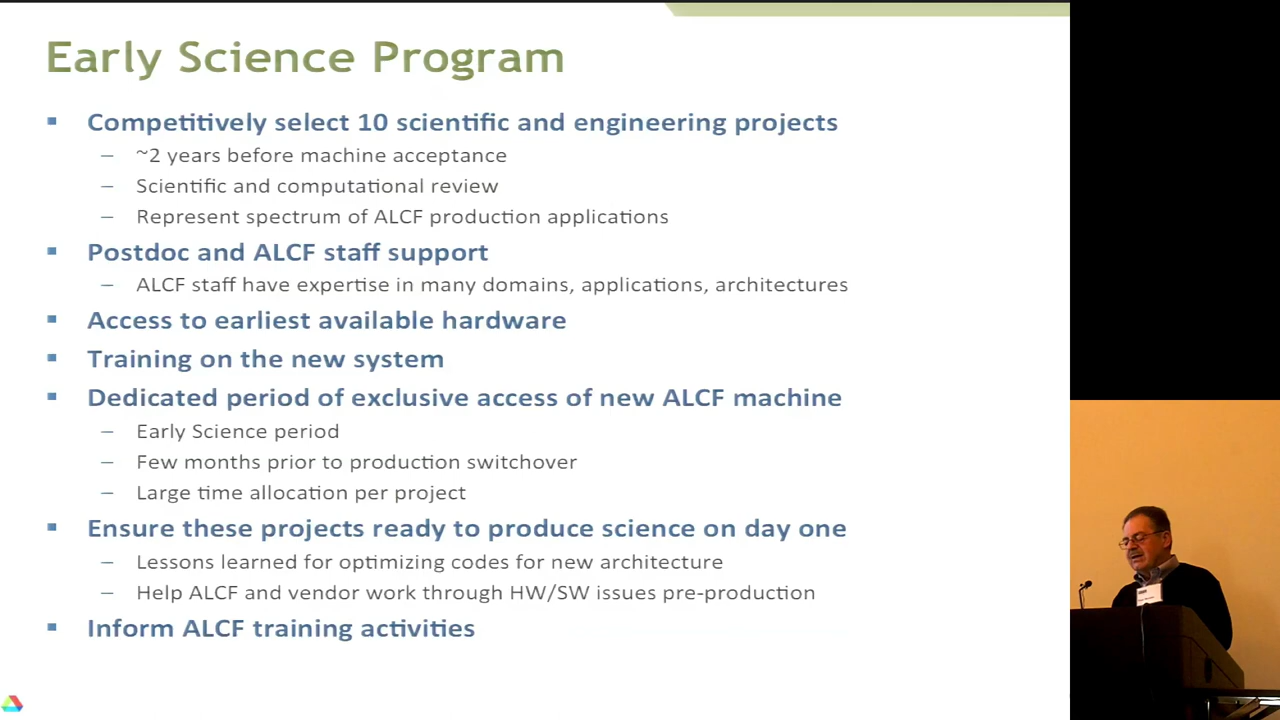 Early Science Program
▪ Competitively select 10 scientific and engineering projects
– ~2 years before machine acceptance
– Scientific and computational review
– Represent spectrum of ALCF production applications
▪ Postdoc and ALCF staff support
– ALCF staff have expertise in many domains, applications, architectures
▪ Access to earliest available hardware
▪ Training on the new system
▪ Dedicated period of exclusive access of new ALCF machine
– Early Science period
– Few months prior to production switchover
– Large time allocation per project
▪ Ensure these projects ready to produce science on day one
– Lessons learned for optimizing codes for new architecture
– Help ALCF and vendor work through HW/SW issues pre-production
▪ Inform ALCF training activities